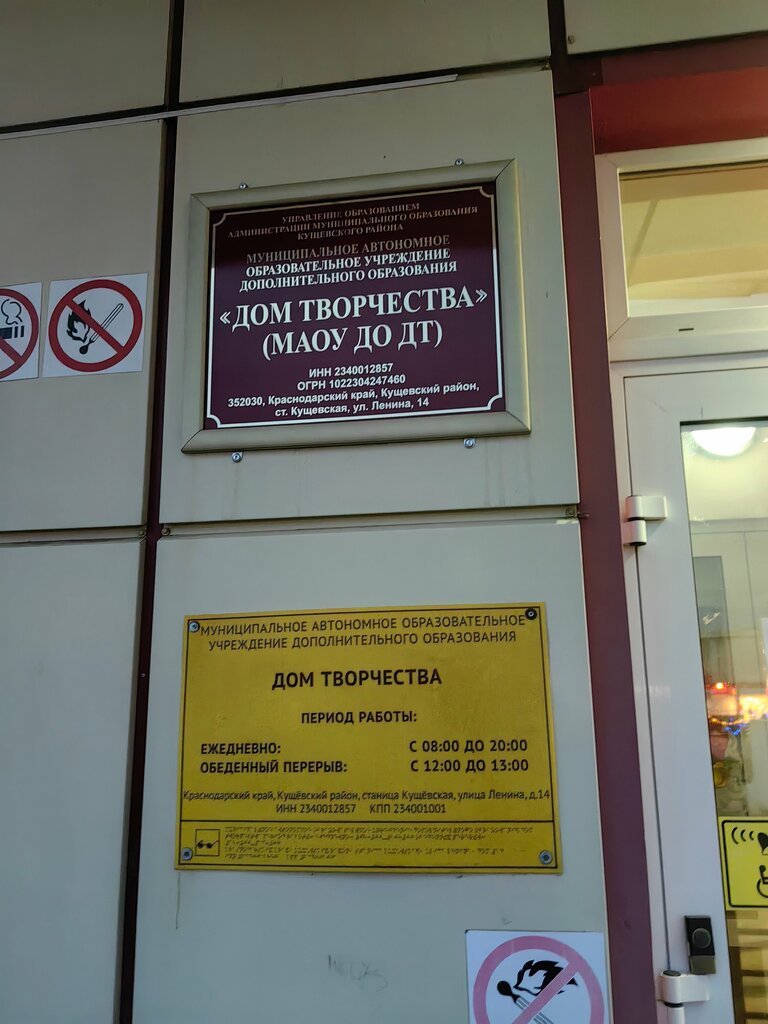 УПРАВЛЕНИЕ ОБРАЗОВАНИЕМ
АДМИНИСТРАЦИИ МУНИЦИПАЛЬНОГО ОБРАЗОВАНИЯ
КУЩЕВСКОГО РАЙОНА
МУНИЦИПАЛЬНОЕ АВТОНОМНОЕ
ОБРАЗОВАТЕЛЬНОЕ УЧРЕЖДЕНИЕ
ДОПОЛНИТЕЛЬНОГО ОБРАЗОВАНИЯ
«ДОМ ТВОРЧЕСТВА»
(МАОУ ДО ДТ)
ИНН 2340012857
ОГРН 1022304247460
352030, Краснодарский край, Кущевский район,
ст. Кущевская, ул. Ленина, 14
МУНИЦИПАЛЬНОЕ АВТОНОМНОЕ ОБРАЗОВАТЕЛЬНОЕ
УЧРЕЖДЕНИЕ ДОПОЛНИТЕЛЬНОГО ОБРАЗОВАНИЯ
ДОМ ТВОРЧЕСТВА
ПЕРИОД РАБОТЫ:
ЕЖЕДНЕВНО: С 08:00 ДО 20:00
ОБЕДЕННЫЙ ПЕРЕРЫВ: С 12:00 ДО 13:00
Краснодарский край, Кущёвский район, станица Кущёвская, улица Ленина, д.14
ИНН 2340012857 КПП 234001001